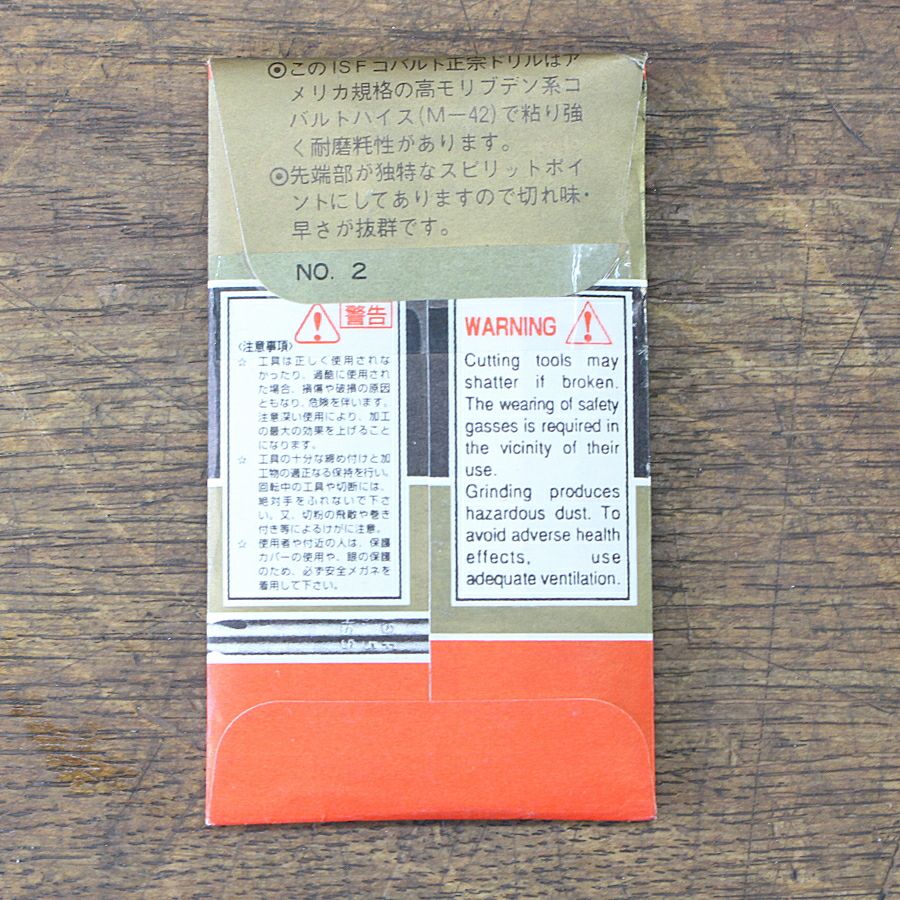 ◎このISFコバルト正宗ドリルはア
メリカ規格の高モリブデン系コ
バルトハイス(M－42)で粘り強
く耐磨耗性があります。
◎先端部が独特なスピリットポイ
ントにしてありますので切れ味・
早さが抜群です。
NO. 2
警告
〈注意事項〉
☆ 工具は正しく使用されな
かったり、過酷に使用され
た場合、損傷や破損の原因
ともなり、危険を伴います。
注意深い使用により、加工
の最大の効果を上げること
になります。
☆ 工具の十分な締め付けと加
工物の適正なる保持を行い、
回転中の工具や切断には、
絶対手をふれないで下さ
い。又、切粉の飛散や巻き
付き等によるけがに注意。
☆ 使用者や付近の人は、保護
カバーの使用や、眼の保護
のため、必ず安全メガネを
着用して下さい。
WARNING
Cutting tools may
shatter if broken.
The wearing of safety
gasses is required in
the vicinity of their
use.
Grinding produces
hazardous dust. To
avoid adverse health
effects, use
adequate ventilation.